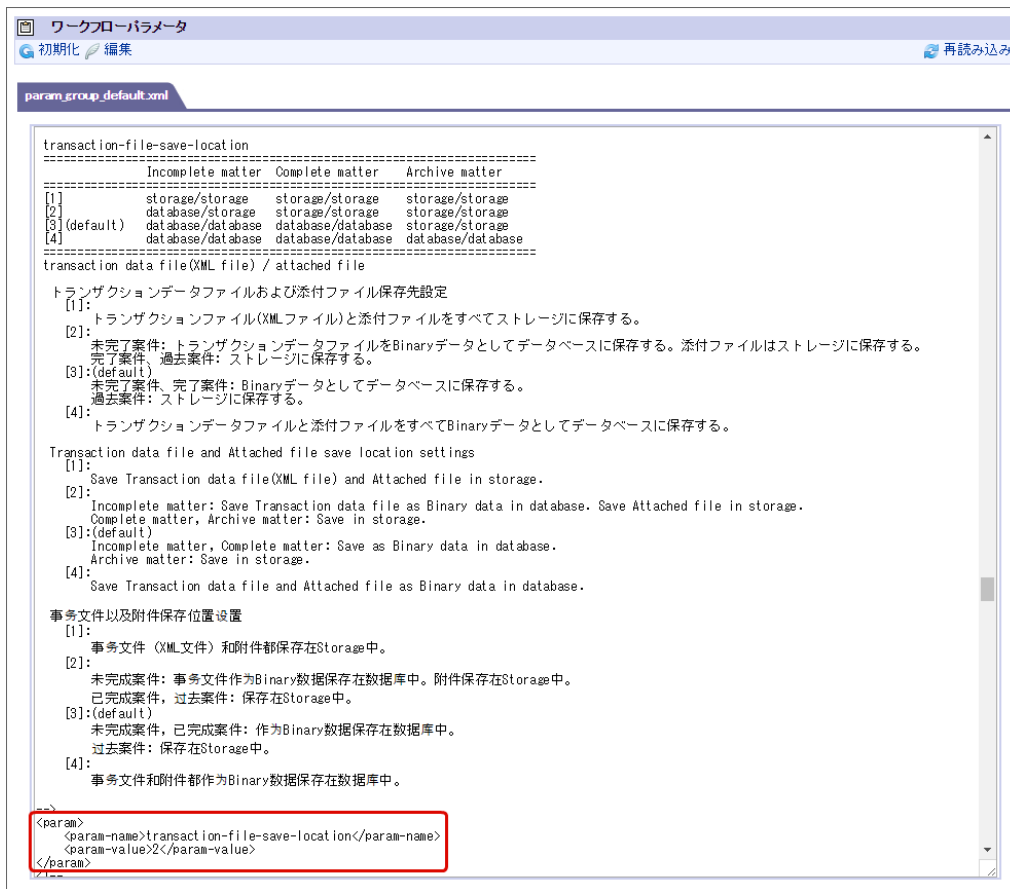 ワークフローパラメータ
初期化 編集 再読み込み
param_group_default.xml
transaction-file-save-location
=========================================================================
Incomplete matter Complete matter Archive matter
=========================================================================
[1] storage/storage storage/storage storage/storage
[2] database/storage storage/storage storage/storage
[3](default) database/database database/database storage/storage
[4] database/database database/database database/database
=========================================================================
transaction data file(XML file) / attached file
トランザクションデータファイルおよび添付ファイル保存先設定
[1]:
トランザクションファイル(XMLファイル)と添付ファイルをすべてストレージに保存する。
[2]:
未完了案件: トランザクションデータファイルをBinaryデータとしてデータベースに保存する。添付ファイルはストレージに保存する。
完了案件、過去案件: ストレージに保存する。
[3]:(default)
未完了案件、完了案件: Binaryデータとしてデータベースに保存する。
過去案件: ストレージに保存する。
[4]:
トランザクションデータファイルと添付ファイルをすべてBinaryデータとしてデータベースに保存する。
Transaction data file and Attached file save location settings
[1]:
Save Transaction data file(XML file) and Attached file in storage.
[2]:
Incomplete matter: Save Transaction data file as Binary data in database. Save Attached file in storage.
Complete matter, Archive matter: Save in storage.
[3]:(default)
Incomplete matter, Complete matter: Save as Binary data in database.
Archive matter: Save in storage.
[4]:
Save Transaction data file and Attached file as Binary data in database.
事务文件以及附件保存位置设置
[1]:
事务文件（XML文件）和附件都保存在Storage中。
[2]:
未完成案件: 事务文件作为Binary数据保存在数据库中。附件保存在Storage中。
已完成案件，过去案件: 保存在Storage中。
[3]:(default)
未完成案件，已完成案件: 作为Binary数据保存在数据库中。
过去案件: 保存在Storage中。
[4]:
事务文件和附件都作为Binary数据保存在数据库中。
-->
<param>
<param-name>transaction-file-save-location</param-name>
<param-value>2</param-value>
</param>